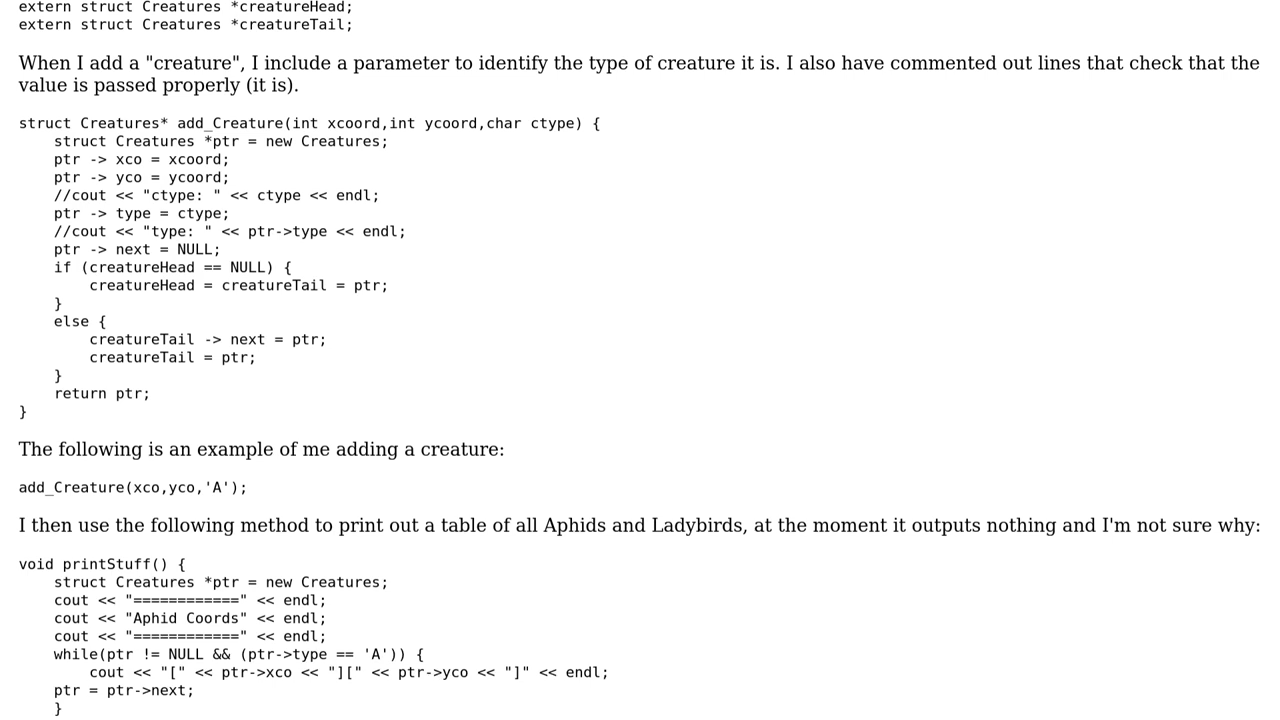 extern struct Creatures *creatureHead;
extern struct Creatures *creatureTail;
When I add a "creature", I include a parameter to identify the type of creature it is. I also have commented out lines that check that the
value is passed properly (it is).
struct Creatures* add_Creature(int xcoord,int ycoord,char ctype) {
    struct Creatures *ptr = new Creatures;
    ptr -> xco = xcoord;
    ptr -> yco = ycoord;
    //cout << "ctype: " << ctype << endl;
    ptr -> type = ctype;
    //cout << "type: " << ptr->type << endl;
    ptr -> next = NULL;
    if (creatureHead == NULL) {
        creatureHead = creatureTail = ptr;
    }
    else {
        creatureTail -> next = ptr;
        creatureTail = ptr;
    }
    return ptr;
}
The following is an example of me adding a creature:
add_Creature(xco,yco,'A');
I then use the following method to print out a table of all Aphids and Ladybirds, at the moment it outputs nothing and I'm not sure why:
void printStuff() {
    struct Creatures *ptr = new Creatures;
    cout << "============" << endl;
    cout << "Aphid Coords" << endl;
    cout << "============" << endl;
    while(ptr != NULL && (ptr->type == 'A')) {
        cout << "[" << ptr->xco << "][" << ptr->yco << "]" << endl;
    ptr = ptr->next;
    }